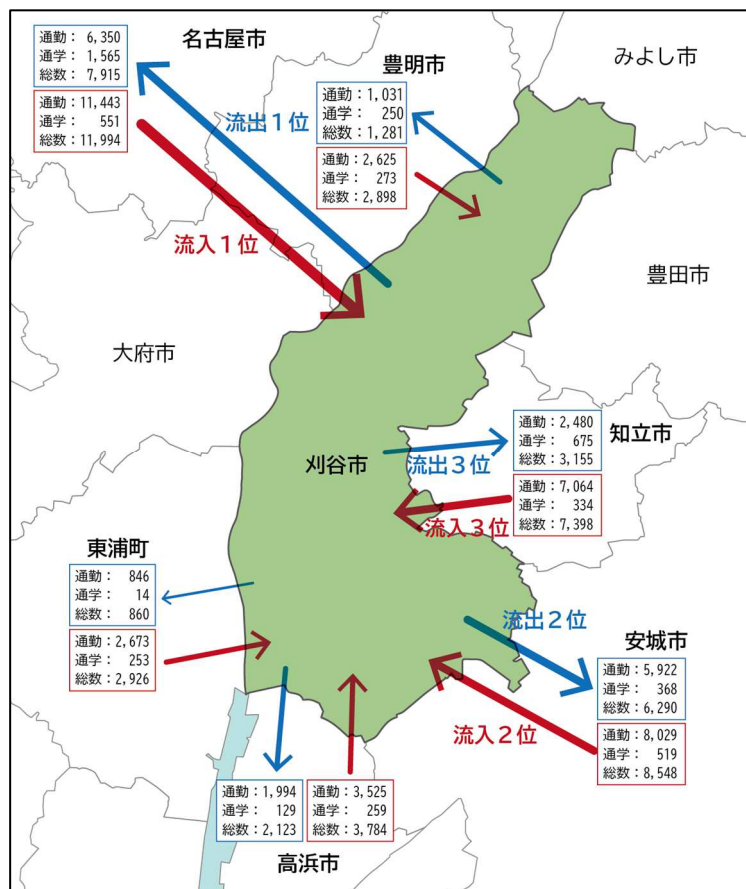 名古屋市
通勤： 6,350
通学： 1,565
総数： 7,915
通勤：11,443
通学： 551
総数：11,994
流出１位
流入１位
豊明市
通勤：1,031
通学： 250
総数：1,281
通勤：2,625
通学： 273
総数：2,898
みよし市
豊田市
大府市
刈谷市
知立市
通勤：2,480
通学： 675
総数：3,155
流出３位
通勤：7,064
通学： 334
総数：7,398
流入３位
東浦町
通勤： 846
通学： 14
総数： 860
通勤：2,673
通学： 253
総数：2,926
流出２位
安城市
通勤：5,922
通学： 368
総数：6,290
流入２位
通勤：8,029
通学： 519
総数：8,548
通勤：1,994
通学： 129
総数：2,123
通勤：3,525
通学： 259
総数：3,784
高浜市